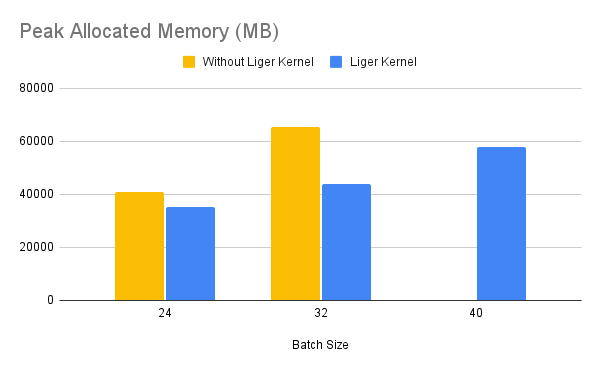 Peak Allocated Memory (MB)
Without Liger Kernel Liger Kernel
80000
60000
40000
20000
0
24 32 40
Batch Size